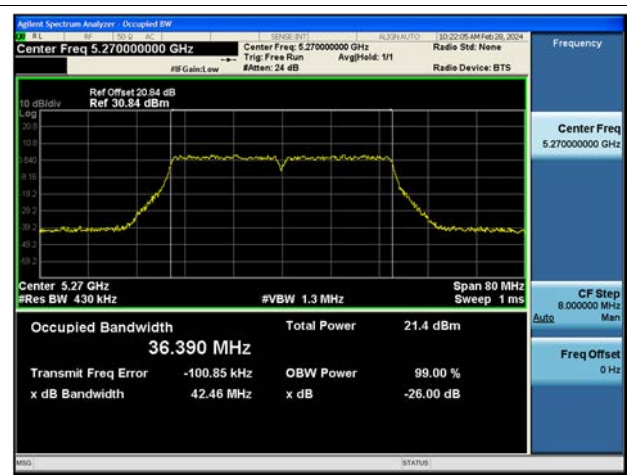 Agilent Spectrum Analyzer - Occupied BW
RL RF 50 Ω AC SENSE:INT ALIGN AUTO 10:22:05 AM Feb 28, 2024
Center Freq 5.270000000 GHz
Center Freq: 5.270000000 GHz
Radio Std: None
Trig: Free Run Avg|Hold: 1/1
#IFGain:Low
#Atten: 24 dB
Radio Device: BTS
Frequency
Ref Offset 20.84 dB
10 dB/div Ref 30.84 dBm
Log
20.8
10.8
0.840
-9.16
-19.2
-29.2
-39.2
-49.2
-59.2
Center 5.27 GHz Span 80 MHz
#Res BW 430 kHz #VBW 1.3 MHz Sweep 1 ms
Occupied Bandwidth Total Power 21.4 dBm
36.390 MHz
Transmit Freq Error -100.85 kHz OBW Power 99.00 %
x dB Bandwidth 42.46 MHz x dB -26.00 dB
Center Freq
5.270000000 GHz
CF Step
8.000000 MHz
Auto Man
Freq Offset
0 Hz
MSG STATUS